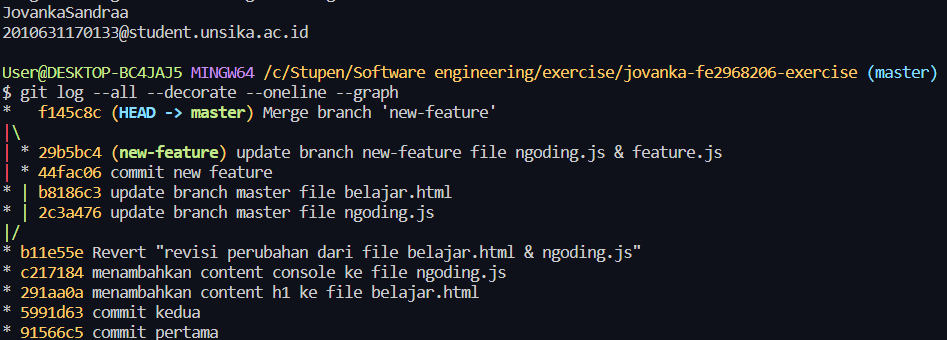 JovankaSandraa
2010631170133@student.unsika.ac.id
User@DESKTOP-BC4JAJ5 MINGW64 /c/Stupen/Software engineering/exercise/jovanka-fe2968206-exercise (master)
$ git log --all --decorate --oneline --graph
*   f145c8c (HEAD -> master) Merge branch 'new-feature'
|\
| * 29b5bc4 (new-feature) update branch new-feature file ngoding.js & feature.js
| * 44fac06 commit new feature
* | b8186c3 update branch master file belajar.html
* | 2c3a476 update branch master file ngoding.js
|/
* b11e55e Revert "revisi perubahan dari file belajar.html & ngoding.js"
* c217184 menambahkan content console ke file ngoding.js
* 291aa0a menambahkan content h1 ke file belajar.html
* 5991d63 commit kedua
* 91566c5 commit pertama